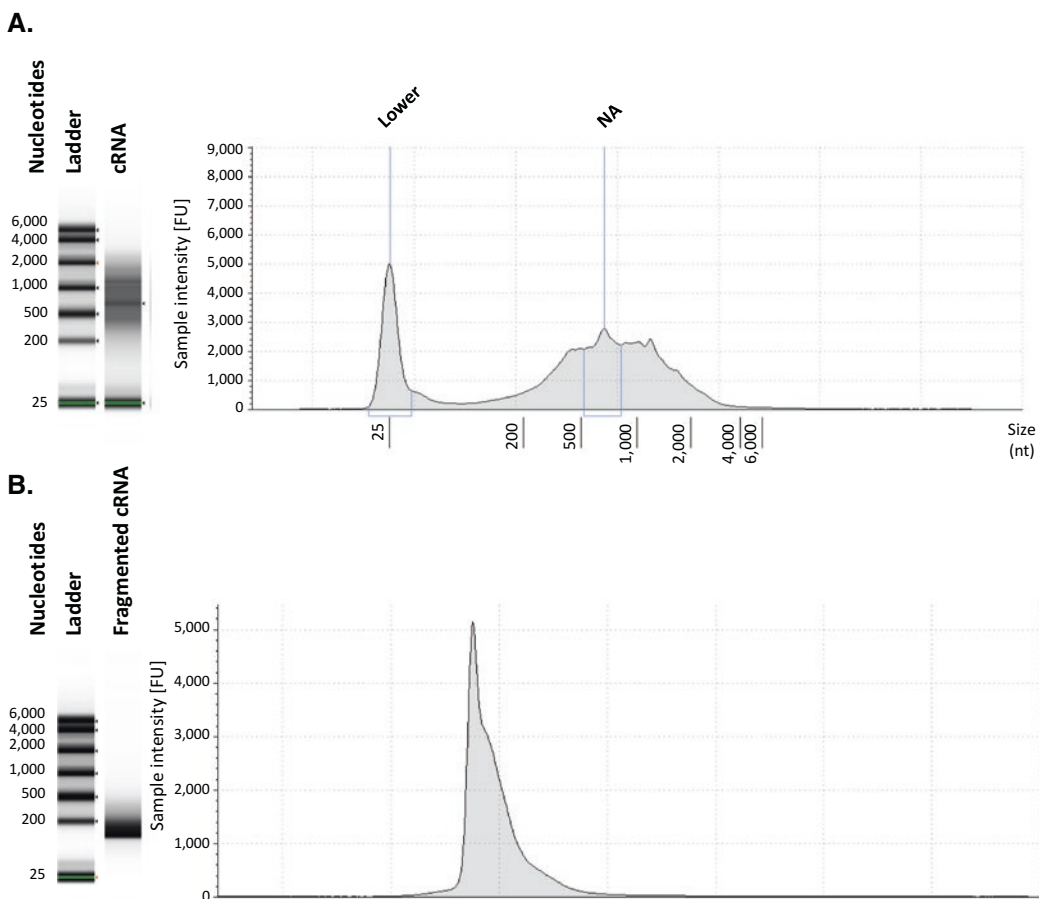 A.
Nucleotides
Ladder
cRNA
6,000
4,000
2,000
1,000
500
200
25
Lower
NA
Sample intensity [FU]
9,000
8,000
7,000
6,000
5,000
4,000
3,000
2,000
1,000
0
25
200
500
1,000
2,000
4,000
6,000
Size
(nt)
B.
Nucleotides
Ladder
Fragmented cRNA
6,000
4,000
2,000
1,000
500
200
25
Sample intensity [FU]
5,000
4,000
3,000
2,000
1,000
0